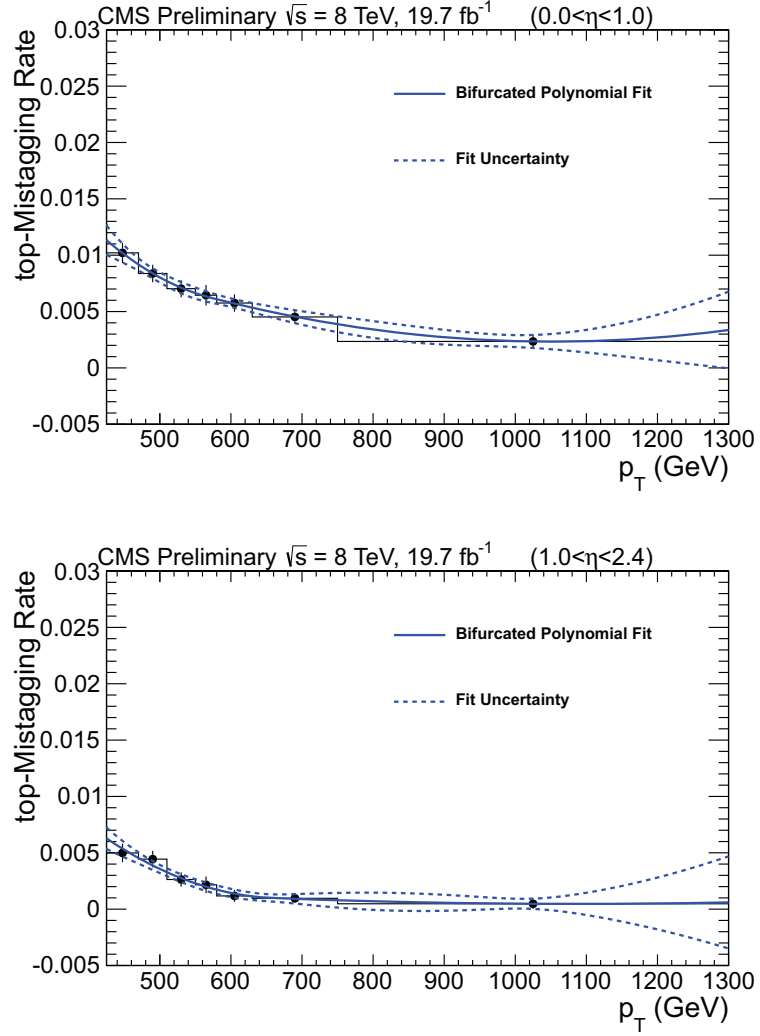 CMS Preliminary √s = 8 TeV, 19.7 fb⁻¹ (0.0<η<1.0)
top-Mistagging Rate
0.03
0.025
0.02
0.015
0.01
0.005
0
-0.005
Bifurcated Polynomial Fit
Fit Uncertainty
500 600 700 800 900 1000 1100 1200 1300
p_T (GeV)
CMS Preliminary √s = 8 TeV, 19.7 fb⁻¹ (1.0<η<2.4)
top-Mistagging Rate
0.03
0.025
0.02
0.015
0.01
0.005
0
-0.005
Bifurcated Polynomial Fit
Fit Uncertainty
500 600 700 800 900 1000 1100 1200 1300
p_T (GeV)